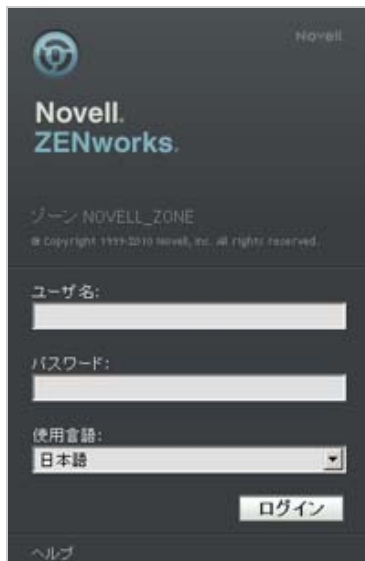 Novell
Novell.
ZENworks.
ゾーン NOVELL_ZONE
© Copyright 1999-2010 Novell, Inc. All rights reserved.
ユーザ名:
パスワード:
使用言語:
日本語
ログイン
ヘルプ